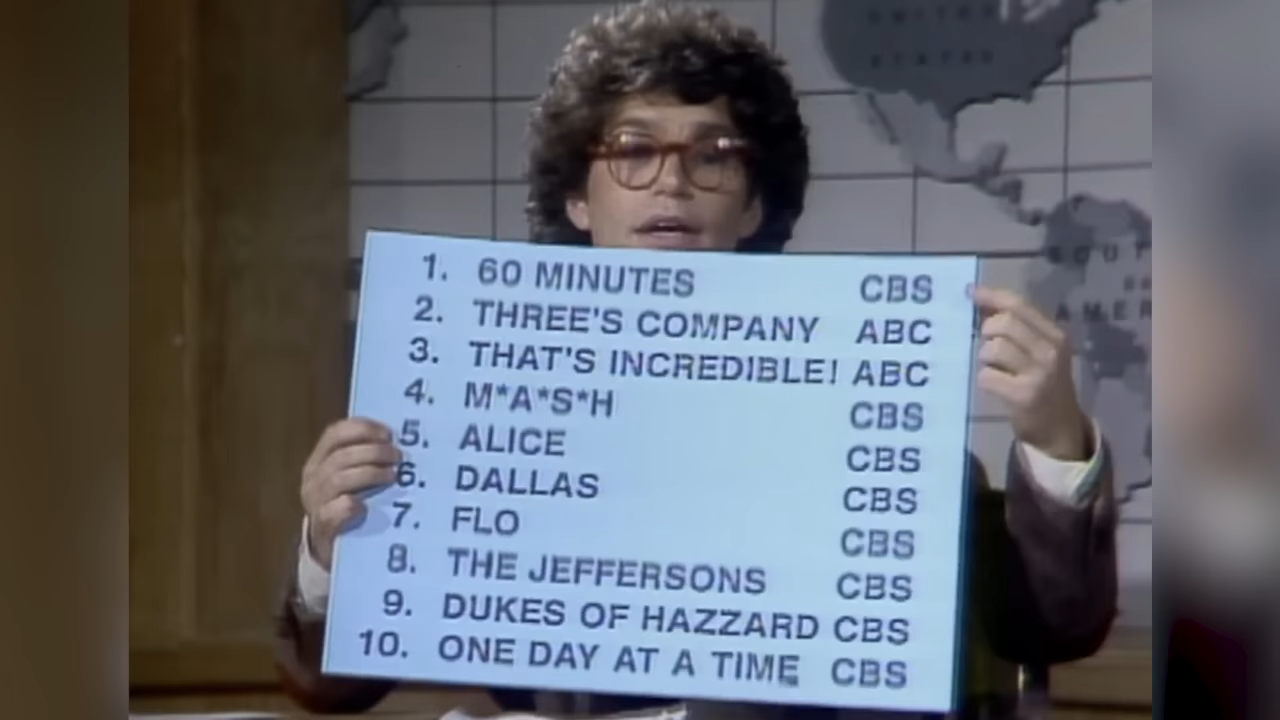 UNITED
STATES
1. 60 MINUTES CBS
2. THREE'S COMPANY ABC
3. THAT'S INCREDIBLE! ABC
4. M*A*S*H CBS
5. ALICE CBS
6. DALLAS CBS
7. FLO CBS
8. THE JEFFERSONS CBS
9. DUKES OF HAZZARD CBS
10. ONE DAY AT A TIME CBS